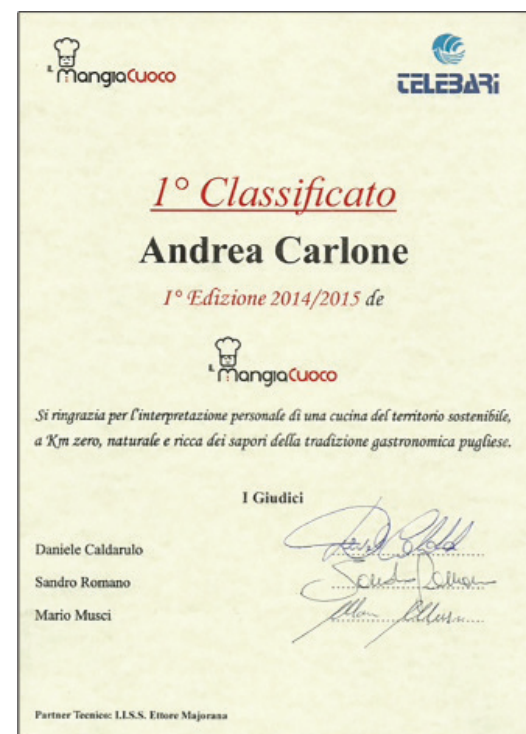 IL MangiaCuoco
TELEBARi
1° Classificato
Andrea Carlone
I° Edizione 2014/2015 de
IL MangiaCuoco
Si ringrazia per l'interpretazione personale di una cucina del territorio sostenibile,
a Km zero, naturale e ricca dei sapori della tradizione gastronomica pugliese.
I Giudici
Daniele Caldarulo
Sandro Romano
Mario Musci
Partner Tecnico: I.I.S.S. Ettore Majorana